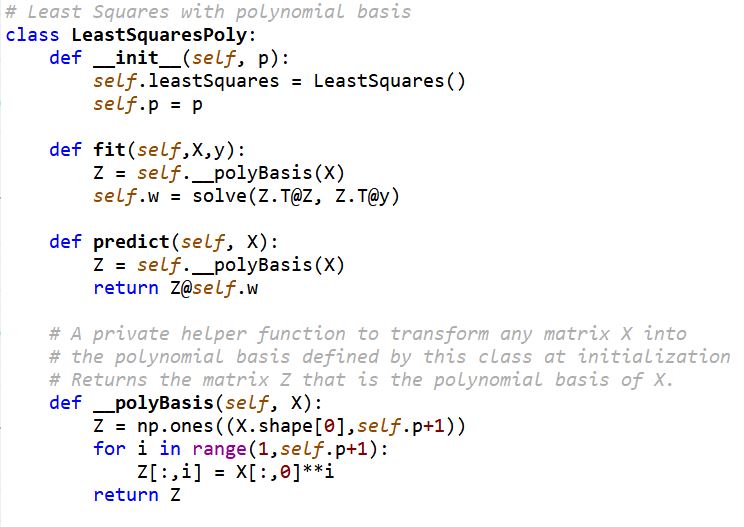 # Least Squares with polynomial basis
class LeastSquaresPoly:
    def __init__(self, p):
        self.leastSquares = LeastSquares()
        self.p = p

    def fit(self,X,y):
        Z = self.__polyBasis(X)
        self.w = solve(Z.T@Z, Z.T@y)

    def predict(self, X):
        Z = self.__polyBasis(X)
        return Z@self.w

    # A private helper function to transform any matrix X into
    # the polynomial basis defined by this class at initialization
    # Returns the matrix Z that is the polynomial basis of X.
    def __polyBasis(self, X):
        Z = np.ones((X.shape[0],self.p+1))
        for i in range(1,self.p+1):
            Z[:,i] = X[:,0]**i
        return Z